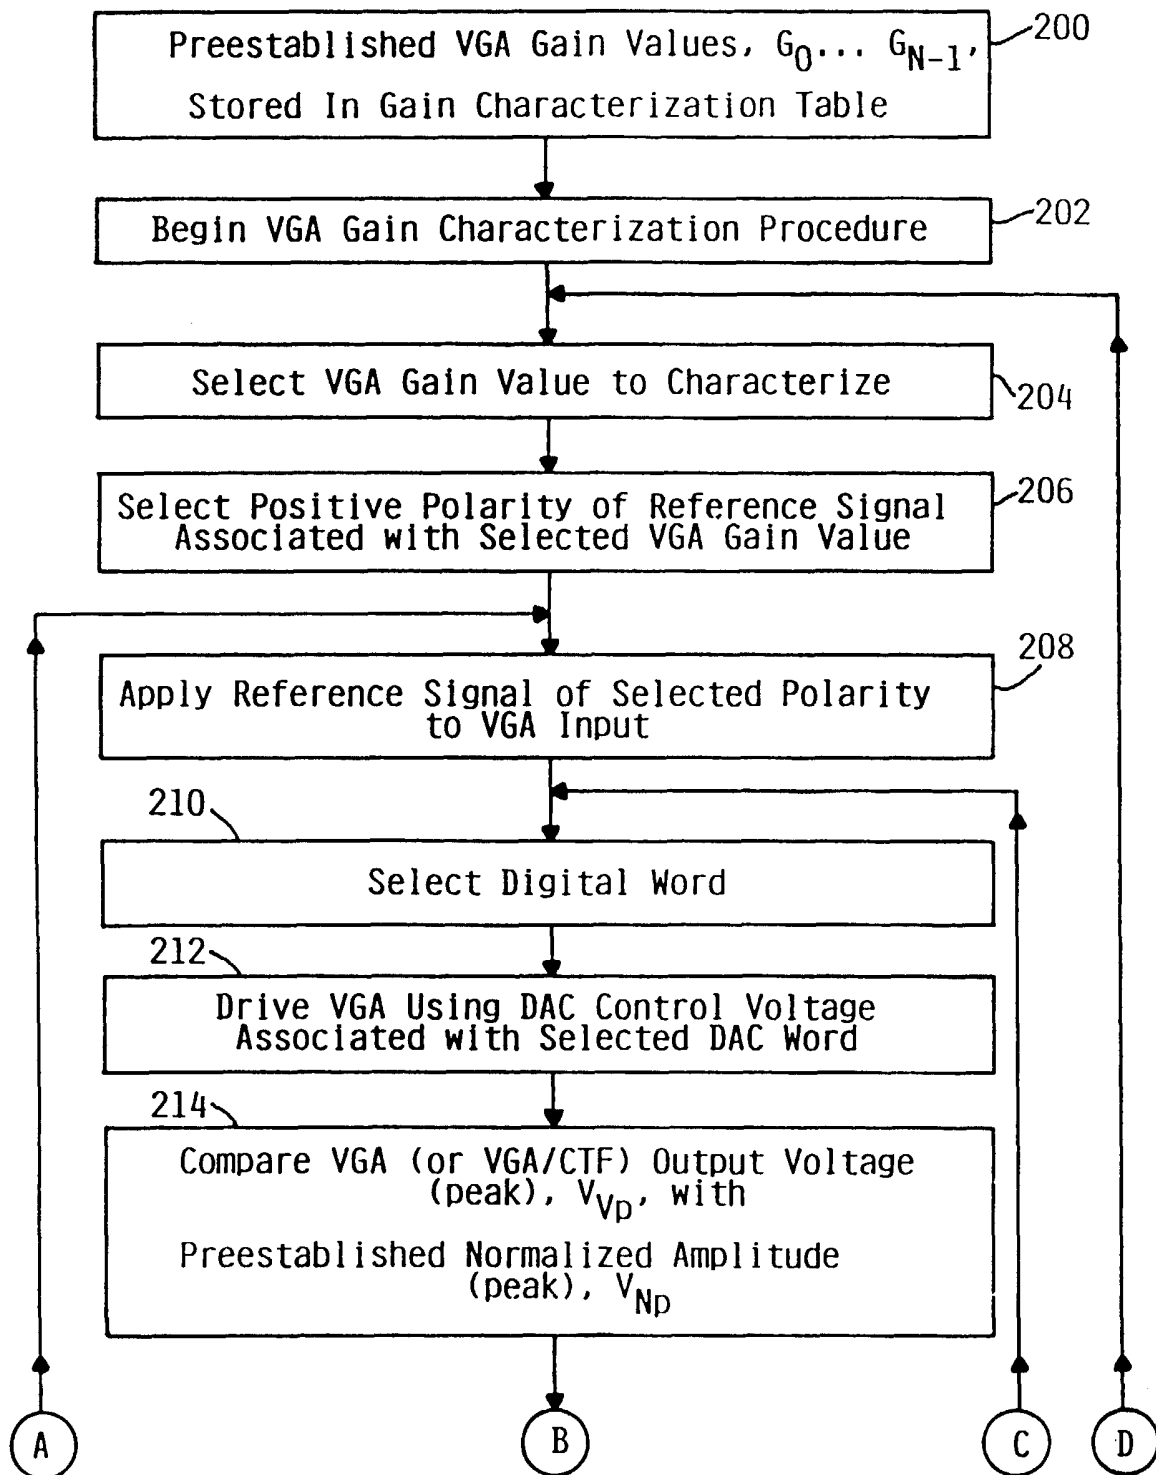 Preestablished VGA Gain Values, G0... GN-1,
200
Stored In Gain Characterization Table
Begin VGA Gain Characterization Procedure
202
Select VGA Gain Value to Characterize
204
Select Positive Polarity of Reference Signal
Associated with Selected VGA Gain Value
206
208
Apply Reference Signal of Selected Polarity
to VGA Input
210
Select Digital Word
212
Drive VGA Using DAC Control Voltage
Associated with Selected DAC Word
214
Compare VGA (or VGA/CTF) Output Voltage
(peak), VVp, with
Preestablished Normalized Amplitude
(peak), VNp
A
B
C
D